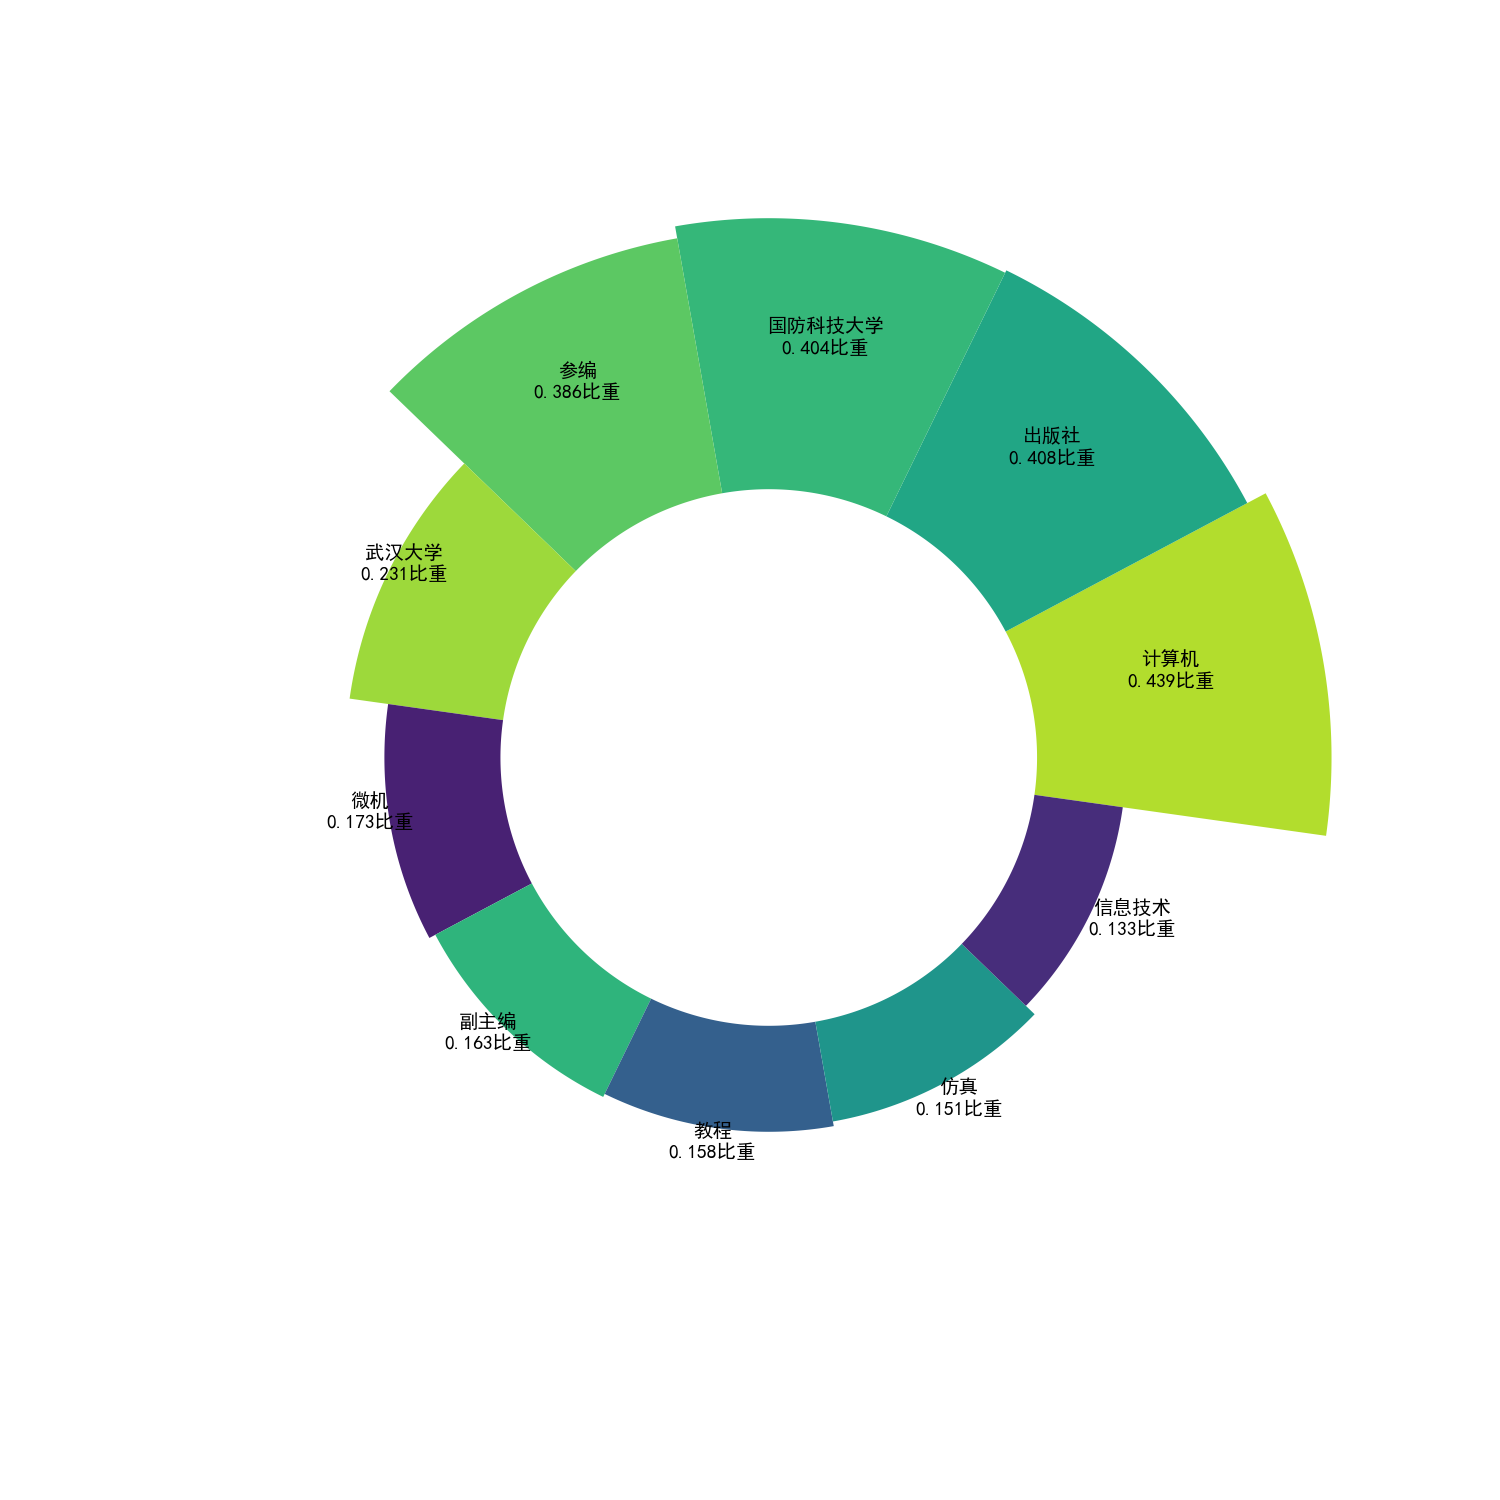 国防科技大学
0.404比重
参编
0.386比重
出版社
0.408比重
武汉大学
0.231比重
计算机
0.439比重
微机
0.173比重
信息技术
0.133比重
副主编
0.163比重
仿真
0.151比重
教程
0.158比重